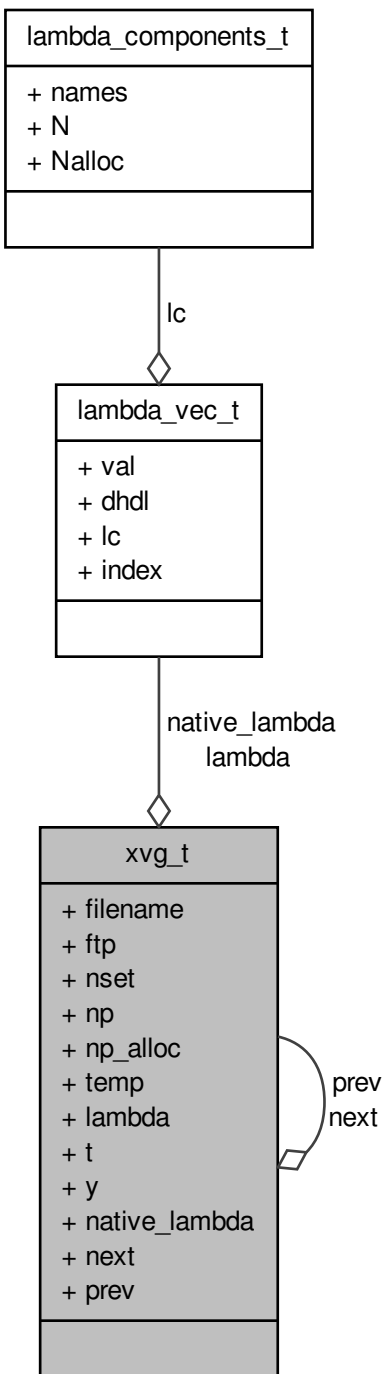 lambda_components_t
+ names
+ N
+ Nalloc
lc
lambda_vec_t
+ val
+ dhdl
+ lc
+ index
native_lambda
lambda
xvg_t
+ filename
+ ftp
+ nset
+ np
+ np_alloc
+ temp
+ lambda
+ t
+ y
+ native_lambda
+ next
+ prev
prev
next